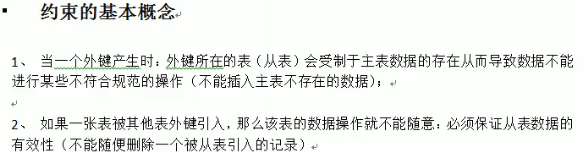 ▪ 约束的基本概念
1、 当一个外键产生时：外键所在的表（从表）会受制于主表数据的存在从而导致数据不能
进行某些不符合规范的操作（不能插入主表不存在的数据）；
2、 如果一张表被其他表外键引入，那么该表的数据操作就不能随意：必须保证从表数据的
有效性（不能随便删除一个被从表引入的记录）